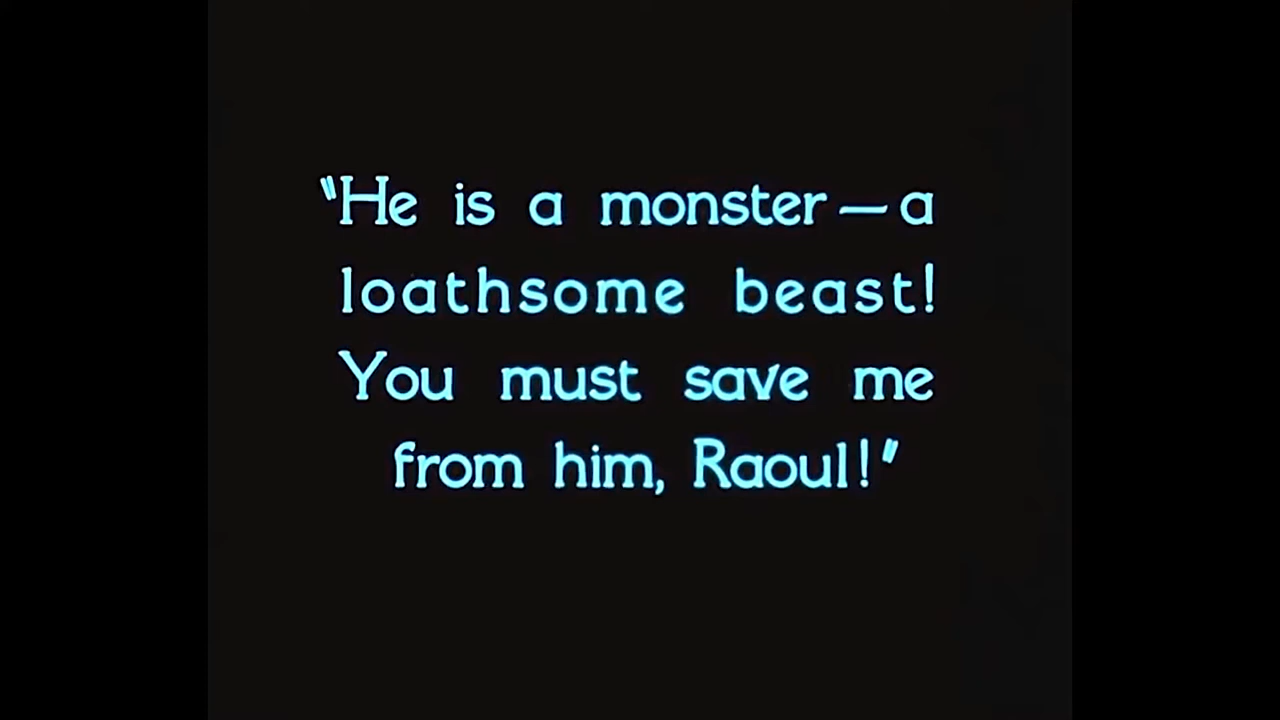 "He is a monster — a
loathsome beast!
You must save me
from him, Raoul!"